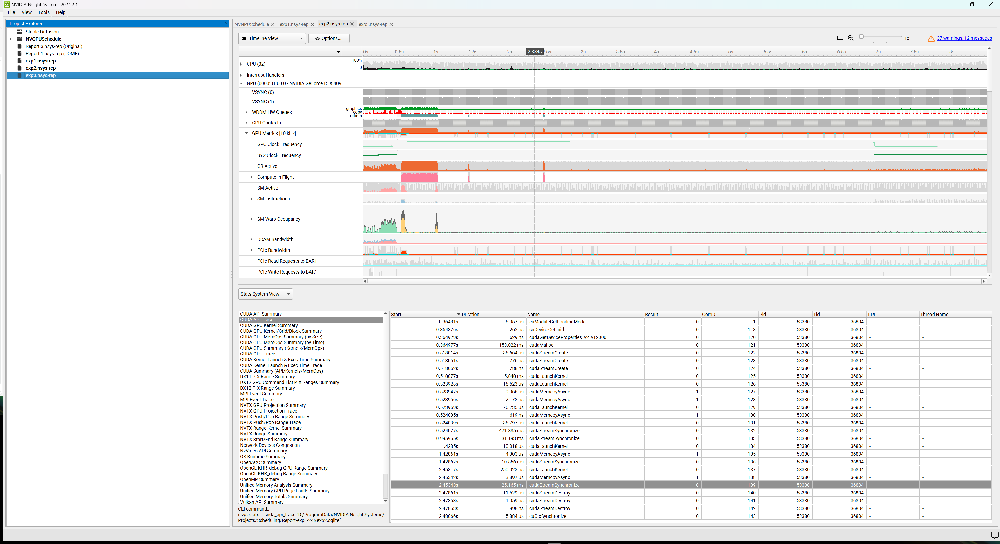 NVIDIA Nsight Systems 2024.2.1
File View Tools Help
Project Explorer
Stable-Diffusion
NVGPUSchedule
Report 3.nsys-rep (Original)
Report 1.nsys-rep (TOME)
exp1.nsys-rep
exp2.nsys-rep
exp3.nsys-rep
NVGPUSchedule exp1.nsys-rep exp2.nsys-rep exp3.nsys-rep
Timeline View Options... 1x 37 warnings, 12 messages
0s 0.5s 1s 1.5s 2s 2.334s 2.5s 3s 3.5s 4s 4.5s 5s 5.5s 6s 6.5s 7s 7.5s 8s
CPU (32) 100% 0
Interrupt Handlers
GPU (0000:01:00.0 - NVIDIA GeForce RTX 409
VSYNC (0)
VSYNC (1)
WDDM HW Queues graphics copy others
GPU Contexts
GPU Metrics [10 kHz]
GPC Clock Frequency
SYS Clock Frequency
GR Active
Compute in Flight
SM Active
SM Instructions
SM Warp Occupancy
DRAM Bandwidth
PCIe Bandwidth
PCIe Read Requests to BAR1
PCIe Write Requests to BAR1
Stats System View
CUDA API Summary
CUDA API Trace
CUDA GPU Kernel Summary
CUDA GPU Kernel/Grid/Block Summary
CUDA GPU MemOps Summary (by Size)
CUDA GPU MemOps Summary (by Time)
CUDA GPU Summary (Kernels/MemOps)
CUDA GPU Trace
CUDA Kernel Launch & Exec Time Summary
CUDA Kernel Launch & Exec Time Trace
CUDA Summary (API/Kernels/MemOps)
DX11 PIX Range Summary
DX12 GPU Command List PIX Ranges Summary
DX12 PIX Range Summary
MPI Event Summary
MPI Event Trace
NVTX GPU Projection Summary
NVTX GPU Projection Trace
NVTX Push/Pop Range Summary
NVTX Push/Pop Range Trace
NVTX Range Kernel Summary
NVTX Range Summary
NVTX Start/End Range Summary
Network Devices Congestion
NvVideo API Summary
OS Runtime Summary
OpenACC Summary
OpenGL KHR_debug GPU Range Summary
OpenGL KHR_debug Range Summary
OpenMP Summary
Unified Memory Analysis Summary
Unified Memory CPU Page Faults Summary
Unified Memory Totals Summary
Vulkan API Summary
CLI command::
nsys stats -r cuda_api_trace "D:/ProgramData/NVIDIA Nsight Systems/
Projects/Scheduling/Report-exp1-2-3/exp2.sqlite"
Start Duration Name Result CorrID Pid Tid T-Pri Thread Name
0.36481s 6.057 μs cuModuleGetLoadingMode 0 1 53380 36804 - -
0.364876s 262 ns cuDeviceGetLuid 0 118 53380 36804 - -
0.364929s 629 ns cudaGetDeviceProperties_v2_v12000 0 120 53380 36804 - -
0.364977s 153.022 ms cudaMalloc 0 121 53380 36804 - -
0.518014s 36.664 μs cudaStreamCreate 0 122 53380 36804 - -
0.518051s 776 ns cudaStreamCreate 0 123 53380 36804 - -
0.518052s 788 ns cudaStreamCreate 0 124 53380 36804 - -
0.518077s 5.848 ms cudaLaunchKernel 0 125 53380 36804 - -
0.523928s 16.523 μs cudaLaunchKernel 0 126 53380 36804 - -
0.523947s 9.066 μs cudaMemcpyAsync 1 127 53380 36804 - -
0.523956s 2.178 μs cudaMemcpyAsync 1 128 53380 36804 - -
0.523959s 76.235 μs cudaLaunchKernel 0 129 53380 36804 - -
0.524035s 619 ns cudaMemcpyAsync 1 130 53380 36804 - -
0.524039s 36.797 μs cudaLaunchKernel 0 131 53380 36804 - -
0.524077s 471.885 ms cudaStreamSynchronize 0 132 53380 36804 - -
0.995965s 31.193 ms cudaStreamSynchronize 0 133 53380 36804 - -
1.4285s 110.018 μs cudaLaunchKernel 0 134 53380 36804 - -
1.42861s 4.303 μs cudaMemcpyAsync 1 135 53380 36804 - -
1.42862s 10.856 ms cudaStreamSynchronize 0 136 53380 36804 - -
2.45317s 250.023 μs cudaLaunchKernel 0 137 53380 36804 - -
2.45342s 3.897 μs cudaMemcpyAsync 1 138 53380 36804 - -
2.45343s 25.165 ms cudaStreamSynchronize 0 139 53380 36804 - -
2.47861s 11.529 μs cudaStreamDestroy 0 140 53380 36804 - -
2.47863s 1.059 μs cudaStreamDestroy 0 141 53380 36804 - -
2.47863s 998 ns cudaStreamDestroy 0 142 53380 36804 - -
2.48066s 5.884 μs cuCtxSynchronize 0 143 53380 36804 - -